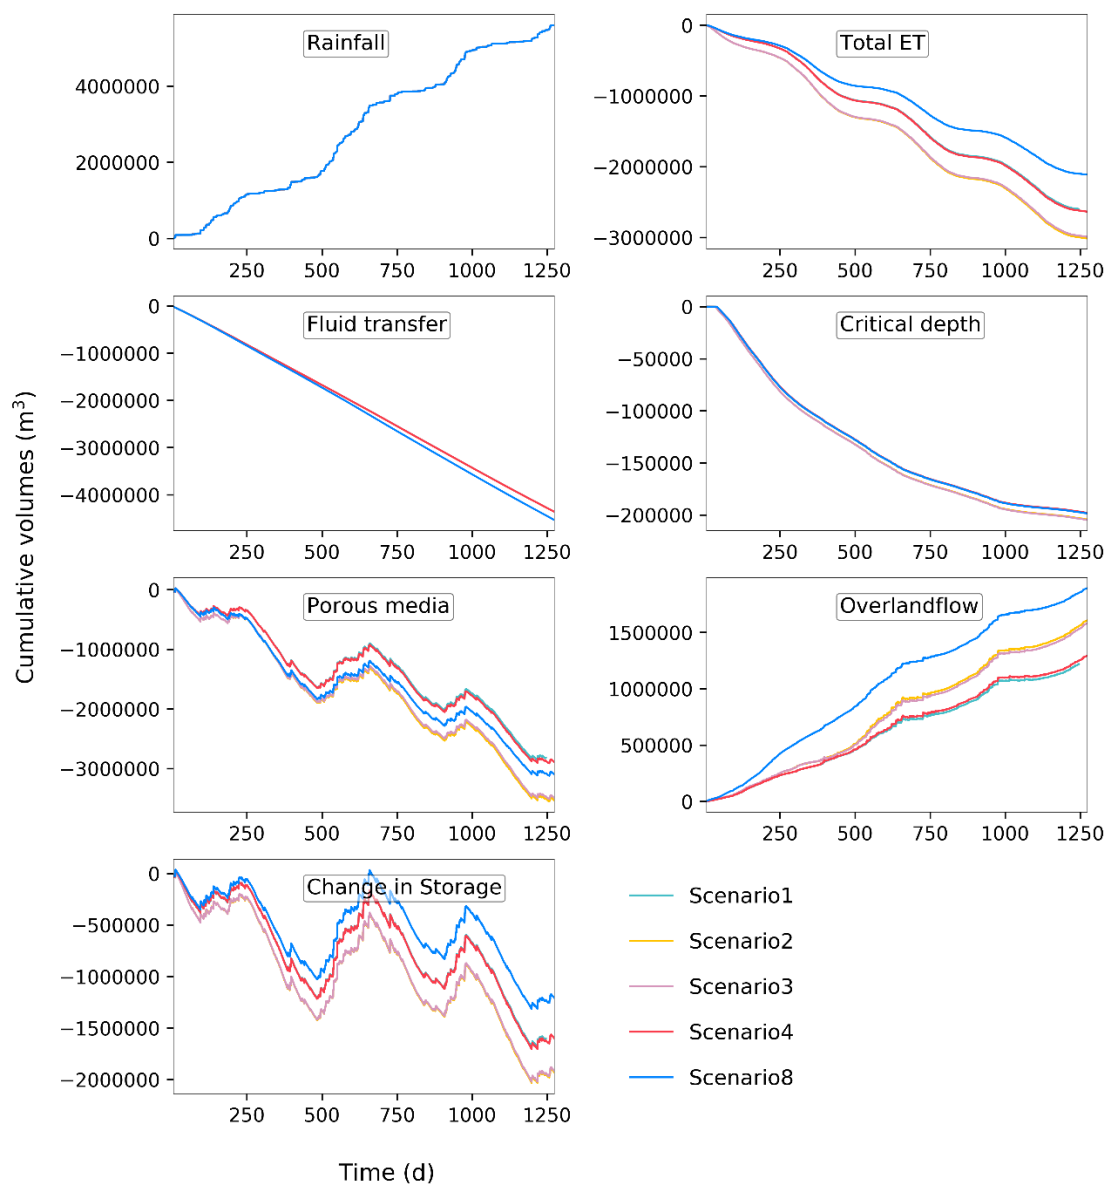 Cumulative volumes (m³)
Rainfall
4000000
2000000
0
250 500 750 1000 1250
Total ET
0
−1000000
−2000000
−3000000
250 500 750 1000 1250
Fluid transfer
0
−1000000
−2000000
−3000000
−4000000
250 500 750 1000 1250
Critical depth
0
−50000
−100000
−150000
−200000
250 500 750 1000 1250
Porous media
0
−1000000
−2000000
−3000000
250 500 750 1000 1250
Overlandflow
1500000
1000000
500000
0
250 500 750 1000 1250
Change in Storage
0
−500000
−1000000
−1500000
−2000000
250 500 750 1000 1250
Scenario1
Scenario2
Scenario3
Scenario4
Scenario8
Time (d)